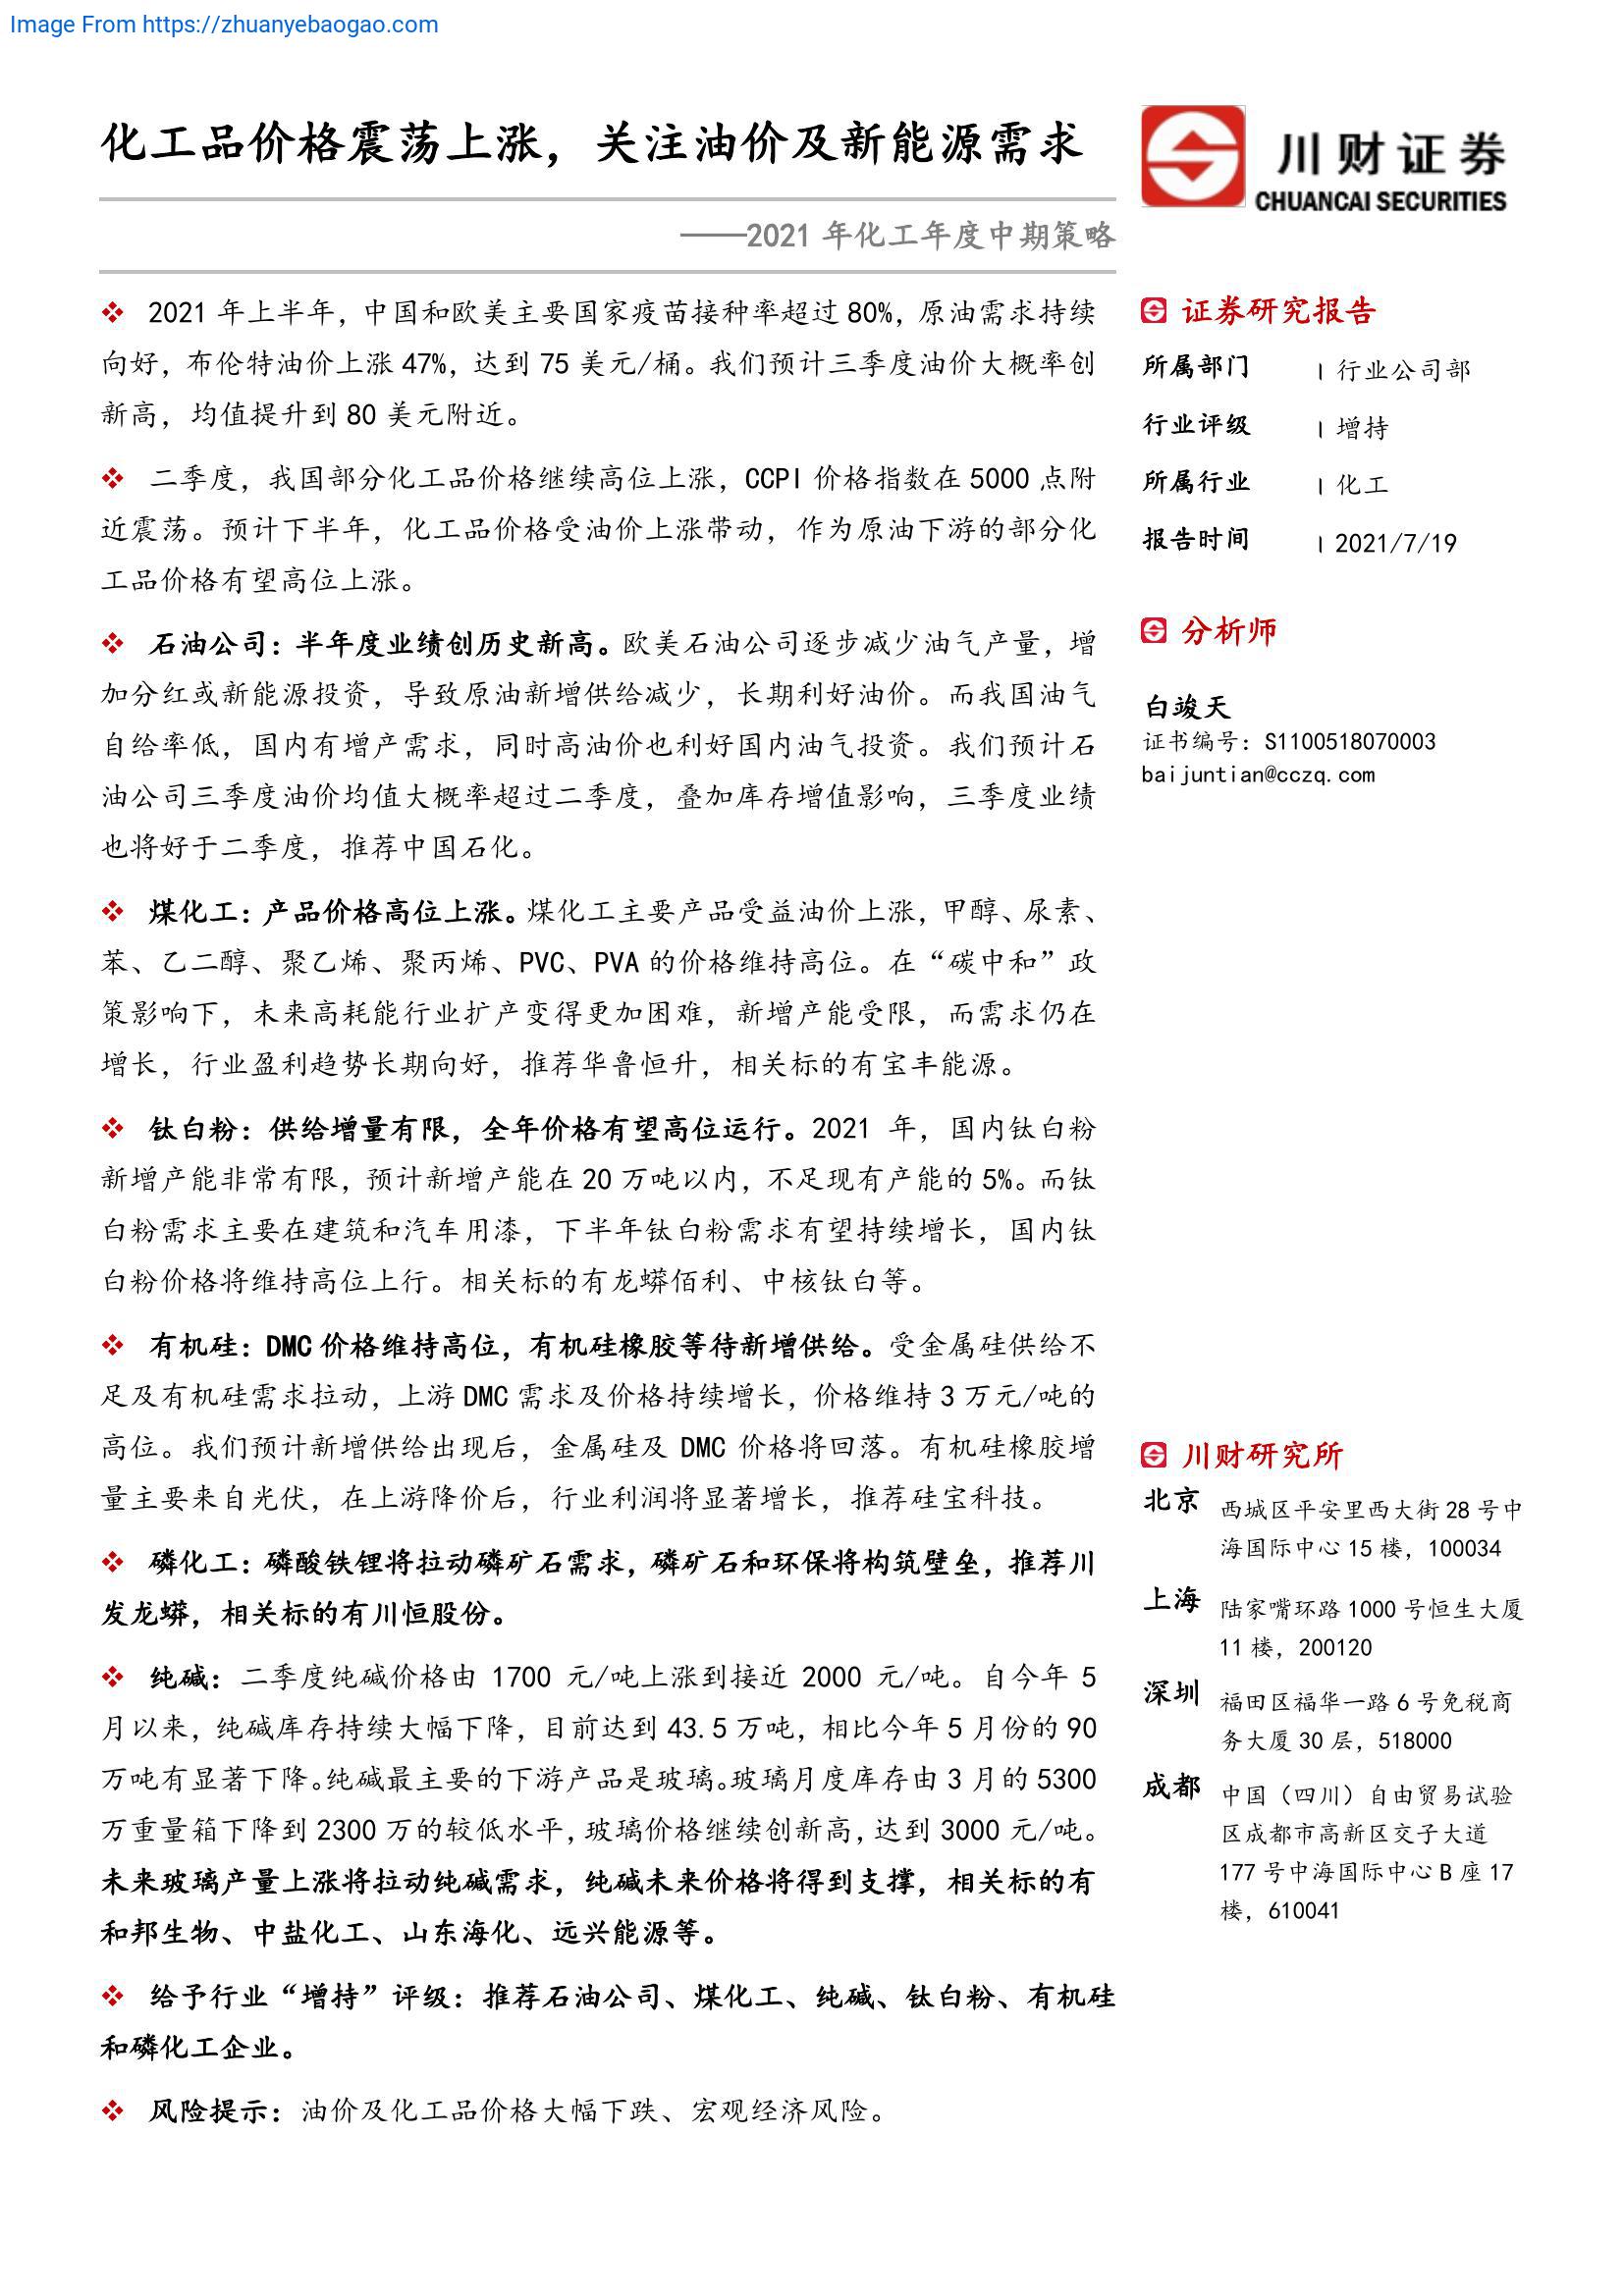 Image From https://zhuanyebaogao.com
化工品价格震荡上涨，关注油价及新能源需求
川财证券
CHUANCAI SECURITIES
——2021 年化工年度中期策略
❖ 2021 年上半年，中国和欧美主要国家疫苗接种率超过 80%，原油需求持续
向好，布伦特油价上涨 47%，达到 75 美元/桶。我们预计三季度油价大概率创
新高，均值提升到 80 美元附近。
❖ 二季度，我国部分化工品价格继续高位上涨，CCPI 价格指数在 5000 点附
近震荡。预计下半年，化工品价格受油价上涨带动，作为原油下游的部分化
工品价格有望高位上涨。
❖ 石油公司：半年度业绩创历史新高。欧美石油公司逐步减少油气产量，增
加分红或新能源投资，导致原油新增供给减少，长期利好油价。而我国油气
自给率低，国内有增产需求，同时高油价也利好国内油气投资。我们预计石
油公司三季度油价均值大概率超过二季度，叠加库存增值影响，三季度业绩
也将好于二季度，推荐中国石化。
❖ 煤化工：产品价格高位上涨。煤化工主要产品受益油价上涨，甲醇、尿素、
苯、乙二醇、聚乙烯、聚丙烯、PVC、PVA 的价格维持高位。在“碳中和”政
策影响下，未来高耗能行业扩产变得更加困难，新增产能受限，而需求仍在
增长，行业盈利趋势长期向好，推荐华鲁恒升，相关标的有宝丰能源。
❖ 钛白粉：供给增量有限，全年价格有望高位运行。2021 年，国内钛白粉
新增产能非常有限，预计新增产能在 20 万吨以内，不足现有产能的 5%。而钛
白粉需求主要在建筑和汽车用漆，下半年钛白粉需求有望持续增长，国内钛
白粉价格将维持高位上行。相关标的有龙蟒佰利、中核钛白等。
❖ 有机硅：DMC 价格维持高位，有机硅橡胶等待新增供给。受金属硅供给不
足及有机硅需求拉动，上游 DMC 需求及价格持续增长，价格维持 3 万元/吨的
高位。我们预计新增供给出现后，金属硅及 DMC 价格将回落。有机硅橡胶增
量主要来自光伏，在上游降价后，行业利润将显著增长，推荐硅宝科技。
❖ 磷化工：磷酸铁锂将拉动磷矿石需求，磷矿石和环保将构筑壁垒，推荐川
发龙蟒，相关标的有川恒股份。
❖ 纯碱：二季度纯碱价格由 1700 元/吨上涨到接近 2000 元/吨。自今年 5
月以来，纯碱库存持续大幅下降，目前达到 43.5 万吨，相比今年 5 月份的 90
万吨有显著下降。纯碱最主要的下游产品是玻璃。玻璃月度库存由 3 月的 5300
万重量箱下降到 2300 万的较低水平，玻璃价格继续创新高，达到 3000 元/吨。
未来玻璃产量上涨将拉动纯碱需求，纯碱未来价格将得到支撑，相关标的有
和邦生物、中盐化工、山东海化、远兴能源等。
❖ 给予行业“增持”评级：推荐石油公司、煤化工、纯碱、钛白粉、有机硅
和磷化工企业。
❖ 风险提示：油价及化工品价格大幅下跌、宏观经济风险。
证券研究报告
所属部门 | 行业公司部
行业评级 | 增持
所属行业 | 化工
报告时间 | 2021/7/19
分析师
白竣天
证书编号：S1100518070003
baijuntian@cczq.com
川财研究所
北京 西城区平安里西大街 28 号中
海国际中心 15 楼，100034
上海 陆家嘴环路 1000 号恒生大厦
11 楼，200120
深圳 福田区福华一路 6 号免税商
务大厦 30 层，518000
成都 中国（四川）自由贸易试验
区成都市高新区交子大道
177 号中海国际中心 B 座 17
楼，610041